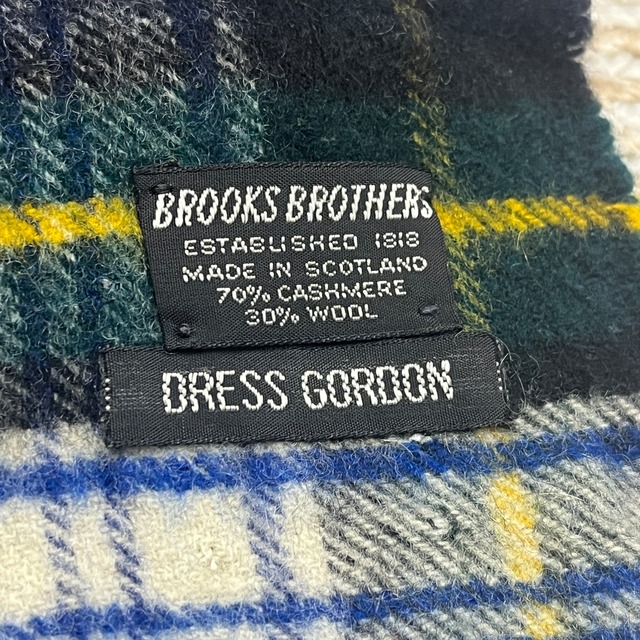 BROOKS BROTHERS
ESTABLISHED 1818
MADE IN SCOTLAND
70% CASHMERE
30% WOOL
DRESS GORDON